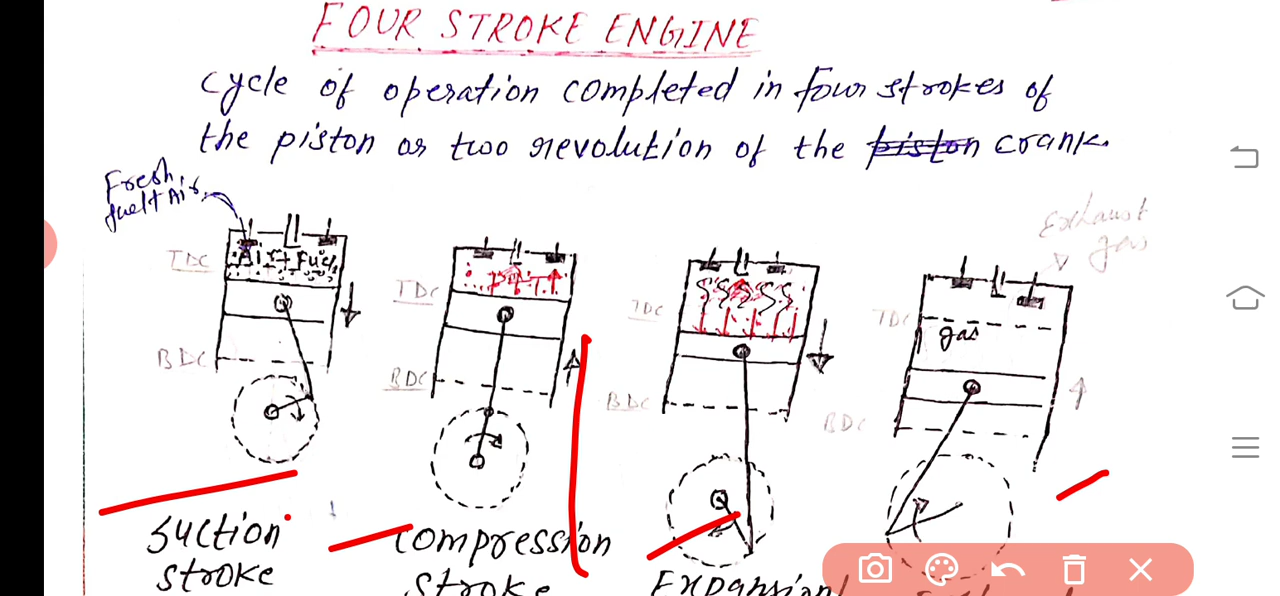 FOUR STROKE ENGINE
Cycle of operation completed in four strokes of
the piston or two revolution of the piston crank.
Fresh
fuel+Air
Exhaust
gas
TDC
Air+fuel
BDC
TDC
P↑T↑
BDC
TDC
BDC
TDC
gas
BDC
Suction
stroke
Compression
stroke
Expansion